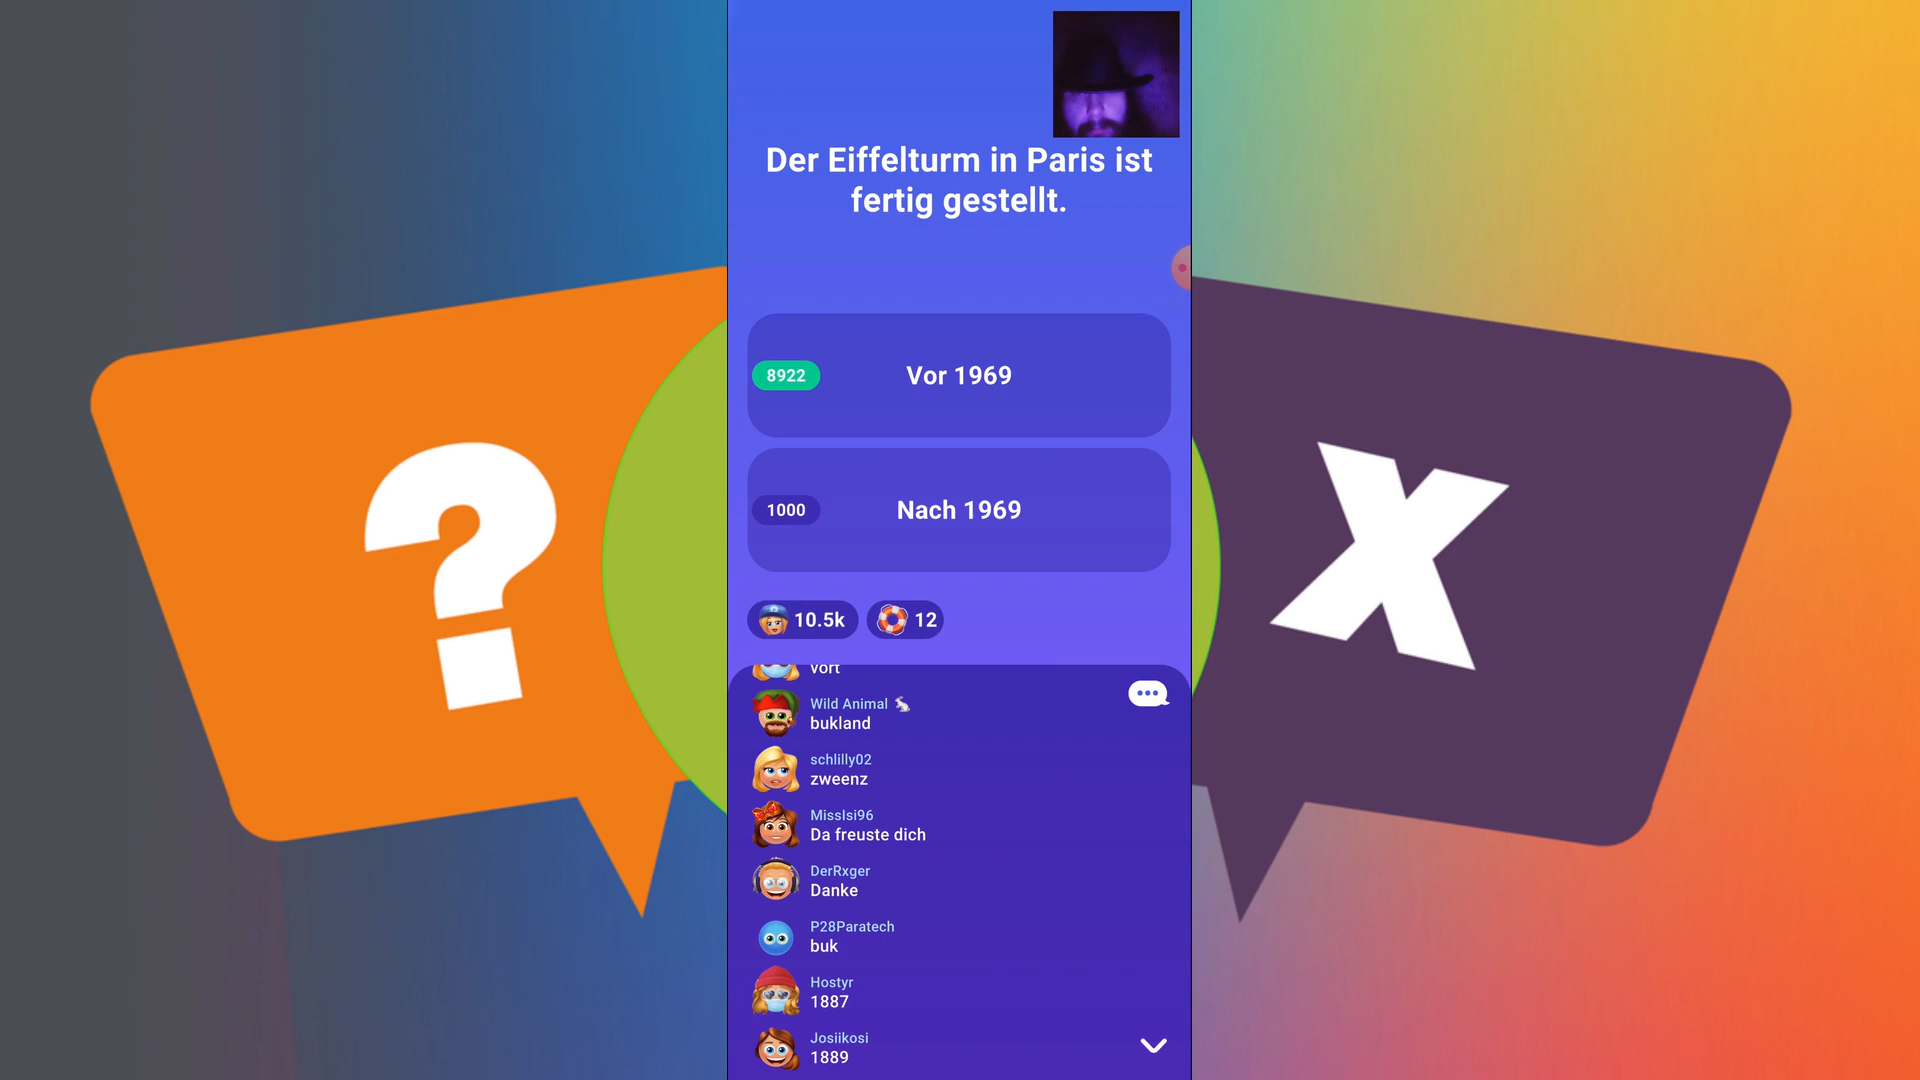 Der Eiffelturm in Paris ist
fertig gestellt.
8922
Vor 1969
1000
Nach 1969
10.5k
12
vort
Wild Animal 🐇
bukland
schlilly02
zweenz
MissIsi96
Da freuste dich
DerRxger
Danke
P28Paratech
buk
Hostyr
1887
Josiikosi
1889
?
X